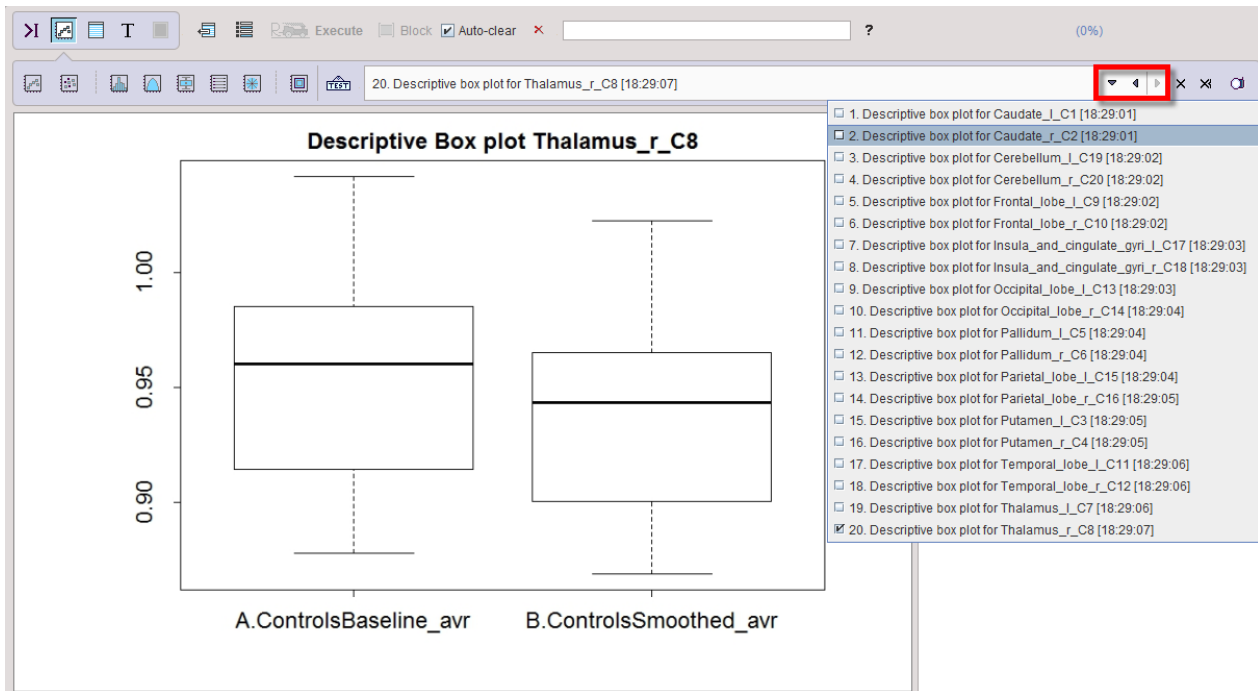 T Execute Block Auto-clear ? (0%)
TEST 20. Descriptive box plot for Thalamus_r_C8 [18:29:07]
Descriptive Box plot Thalamus_r_C8
1.00
0.95
0.90
A.ControlsBaseline_avr B.ControlsSmoothed_avr
1. Descriptive box plot for Caudate_l_C1 [18:29:01]
2. Descriptive box plot for Caudate_r_C2 [18:29:01]
3. Descriptive box plot for Cerebellum_l_C19 [18:29:02]
4. Descriptive box plot for Cerebellum_r_C20 [18:29:02]
5. Descriptive box plot for Frontal_lobe_l_C9 [18:29:02]
6. Descriptive box plot for Frontal_lobe_r_C10 [18:29:02]
7. Descriptive box plot for Insula_and_cingulate_gyri_l_C17 [18:29:03]
8. Descriptive box plot for Insula_and_cingulate_gyri_r_C18 [18:29:03]
9. Descriptive box plot for Occipital_lobe_l_C13 [18:29:03]
10. Descriptive box plot for Occipital_lobe_r_C14 [18:29:04]
11. Descriptive box plot for Pallidum_l_C5 [18:29:04]
12. Descriptive box plot for Pallidum_r_C6 [18:29:04]
13. Descriptive box plot for Parietal_lobe_l_C15 [18:29:04]
14. Descriptive box plot for Parietal_lobe_r_C16 [18:29:05]
15. Descriptive box plot for Putamen_l_C3 [18:29:05]
16. Descriptive box plot for Putamen_r_C4 [18:29:05]
17. Descriptive box plot for Temporal_lobe_l_C11 [18:29:06]
18. Descriptive box plot for Temporal_lobe_r_C12 [18:29:06]
19. Descriptive box plot for Thalamus_l_C7 [18:29:06]
20. Descriptive box plot for Thalamus_r_C8 [18:29:07]